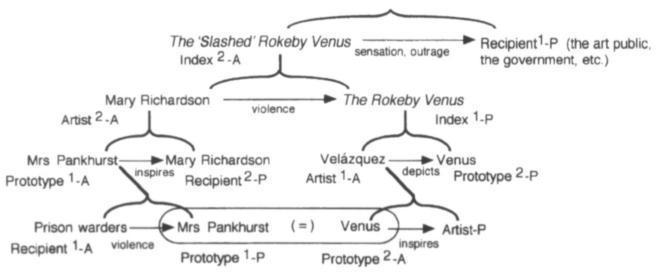 The 'Slashed' Rokeby Venus sensation, outrage Recipient¹-P (the art public,
Index ²-A the government, etc.)
Mary Richardson violence The Rokeby Venus
Artist ²-A Index ¹-P
Mrs Pankhurst inspires Mary Richardson Velázquez depicts Venus
Prototype ¹-A Recipient²-P Artist ¹-A Prototype ²-P
Prison warders violence Mrs Pankhurst (=) Venus inspires Artist-P
Recipient ¹-A Prototype ¹-P Prototype ²-A